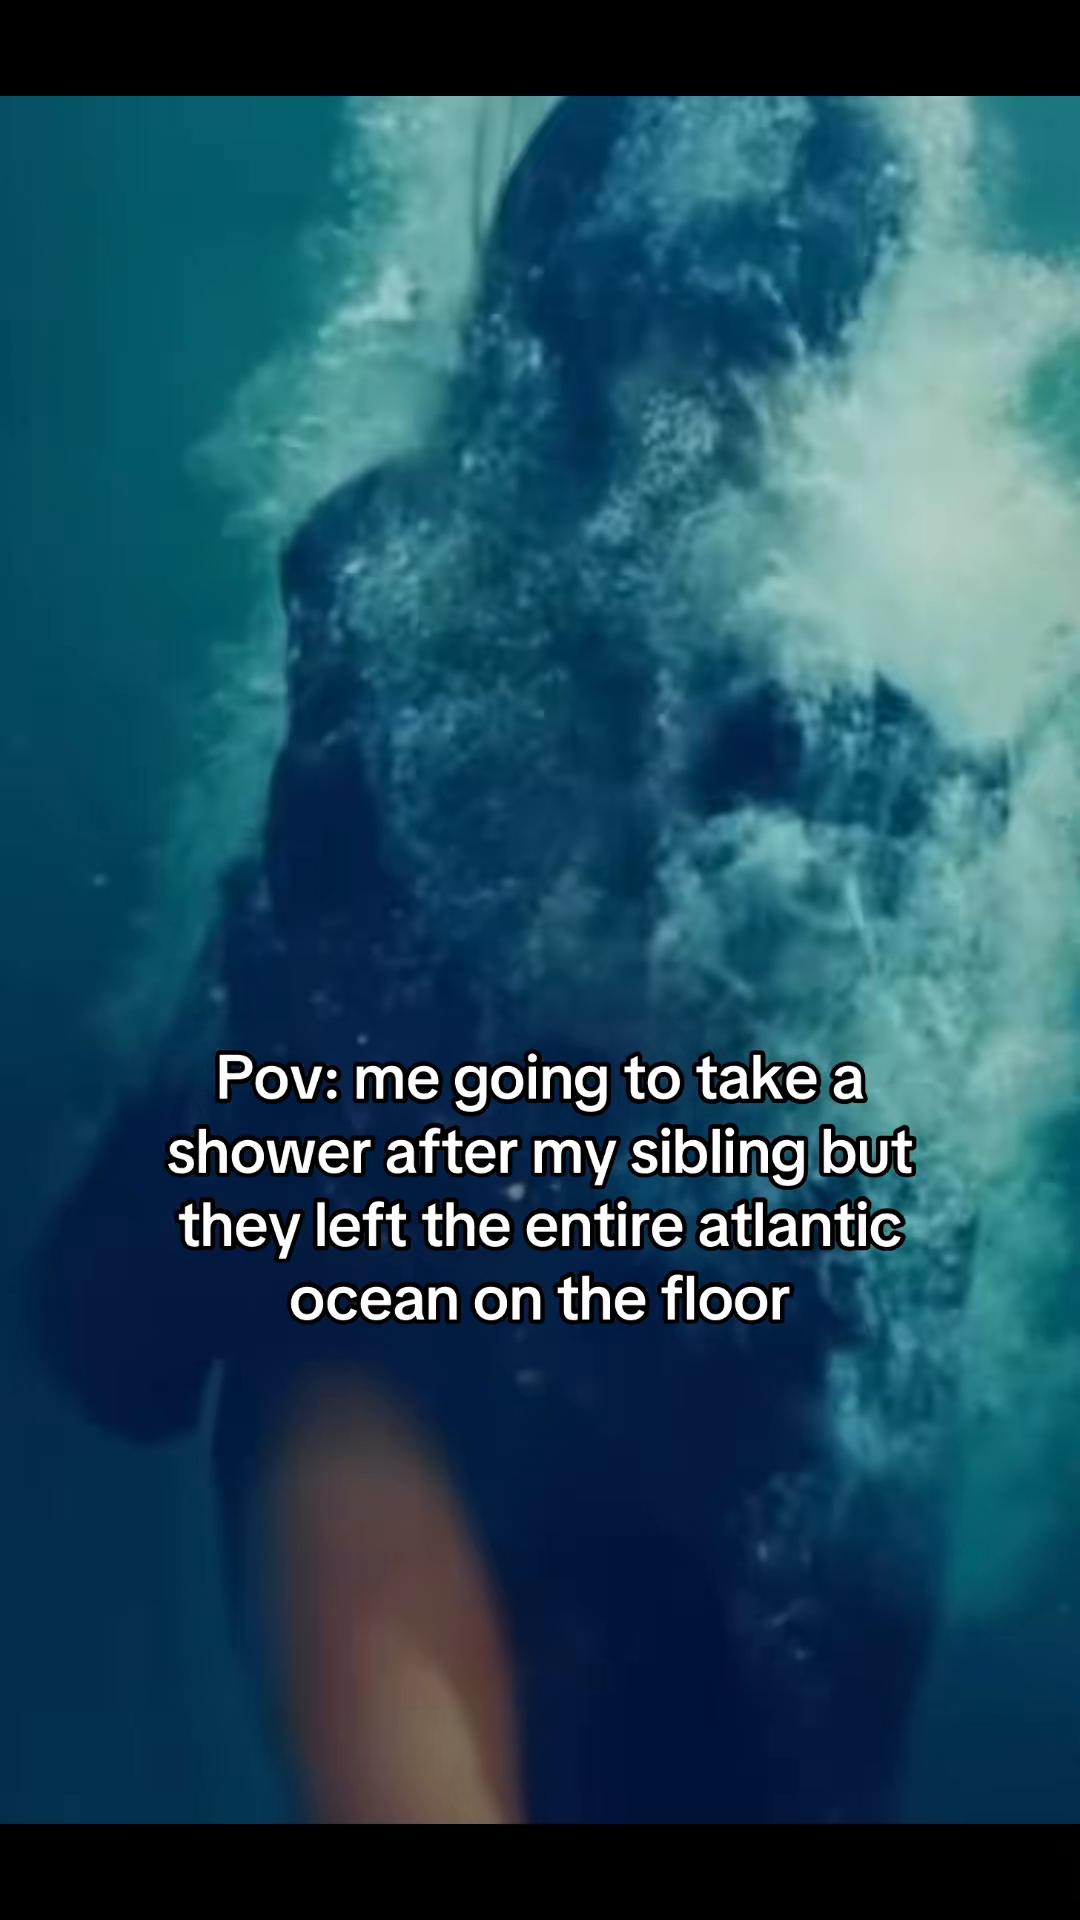 Pov: me going to take a
shower after my sibling but
they left the entire atlantic
ocean on the floor